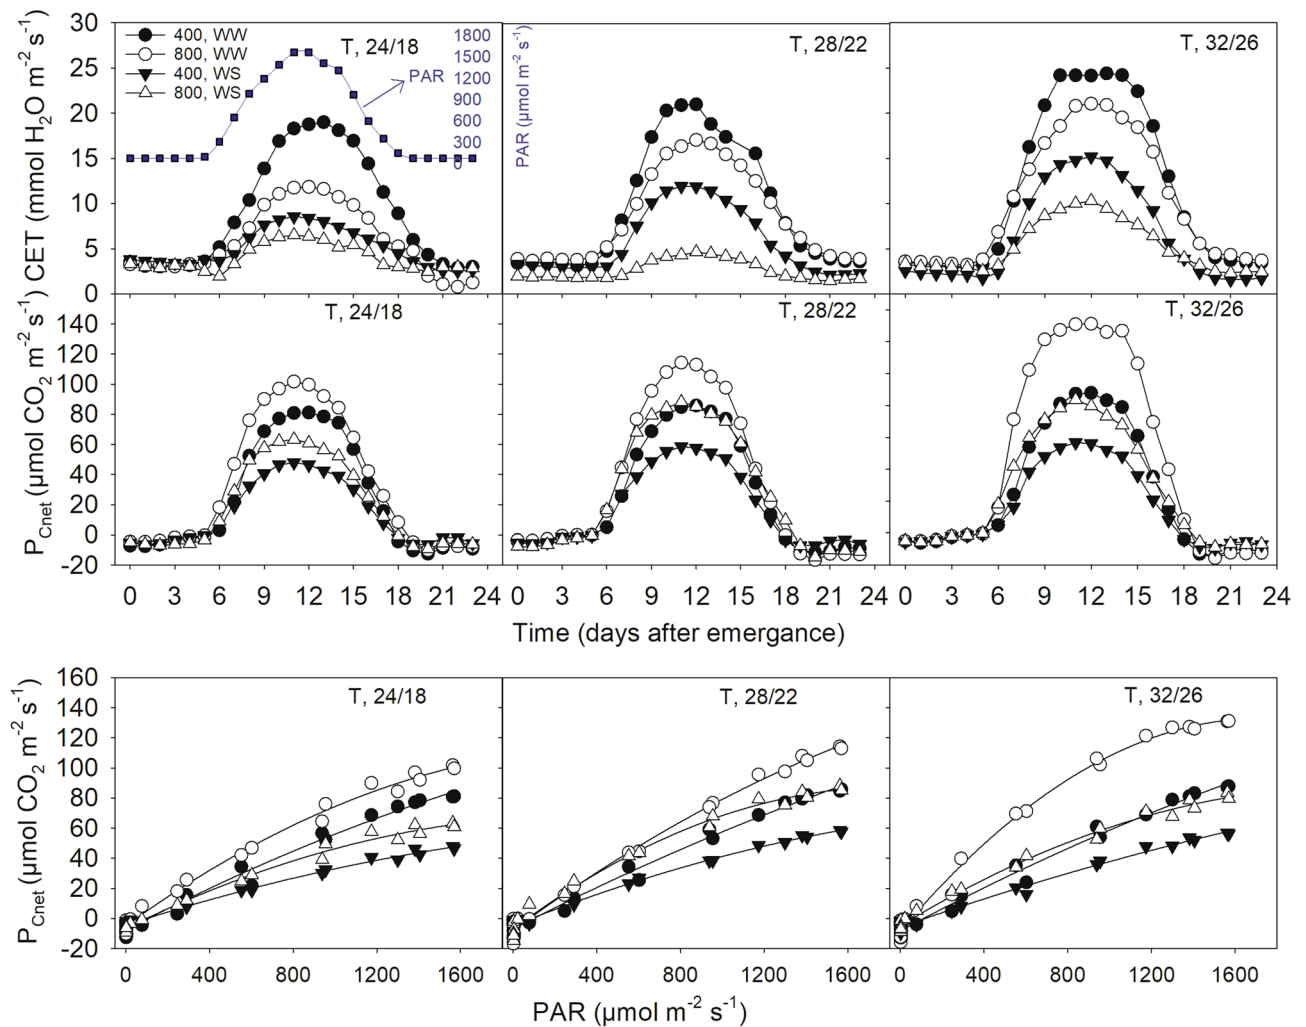 30
25
20
15
10
5
0
CET (mmol H2O m-2 s-1)
400, WW
800, WW
400, WS
800, WS
T, 24/18
PAR
1800
1500
1200
900
600
300
0
PAR (µmol m-2 s-1)
T, 28/22
T, 32/26
140
120
100
80
60
40
20
0
-20
PCnet (µmol CO2 m-2 s-1)
T, 24/18
T, 28/22
T, 32/26
0 3 6 9 12 15 18 21 24
0 3 6 9 12 15 18 21 24
0 3 6 9 12 15 18 21 24
Time (days after emergance)
160
140
120
100
80
60
40
20
0
-20
PCnet (µmol CO2 m-2 s-1)
T, 24/18
T, 28/22
T, 32/26
0 400 800 1200 1600
0 400 800 1200 1600
0 400 800 1200 1600
PAR (µmol m-2 s-1)